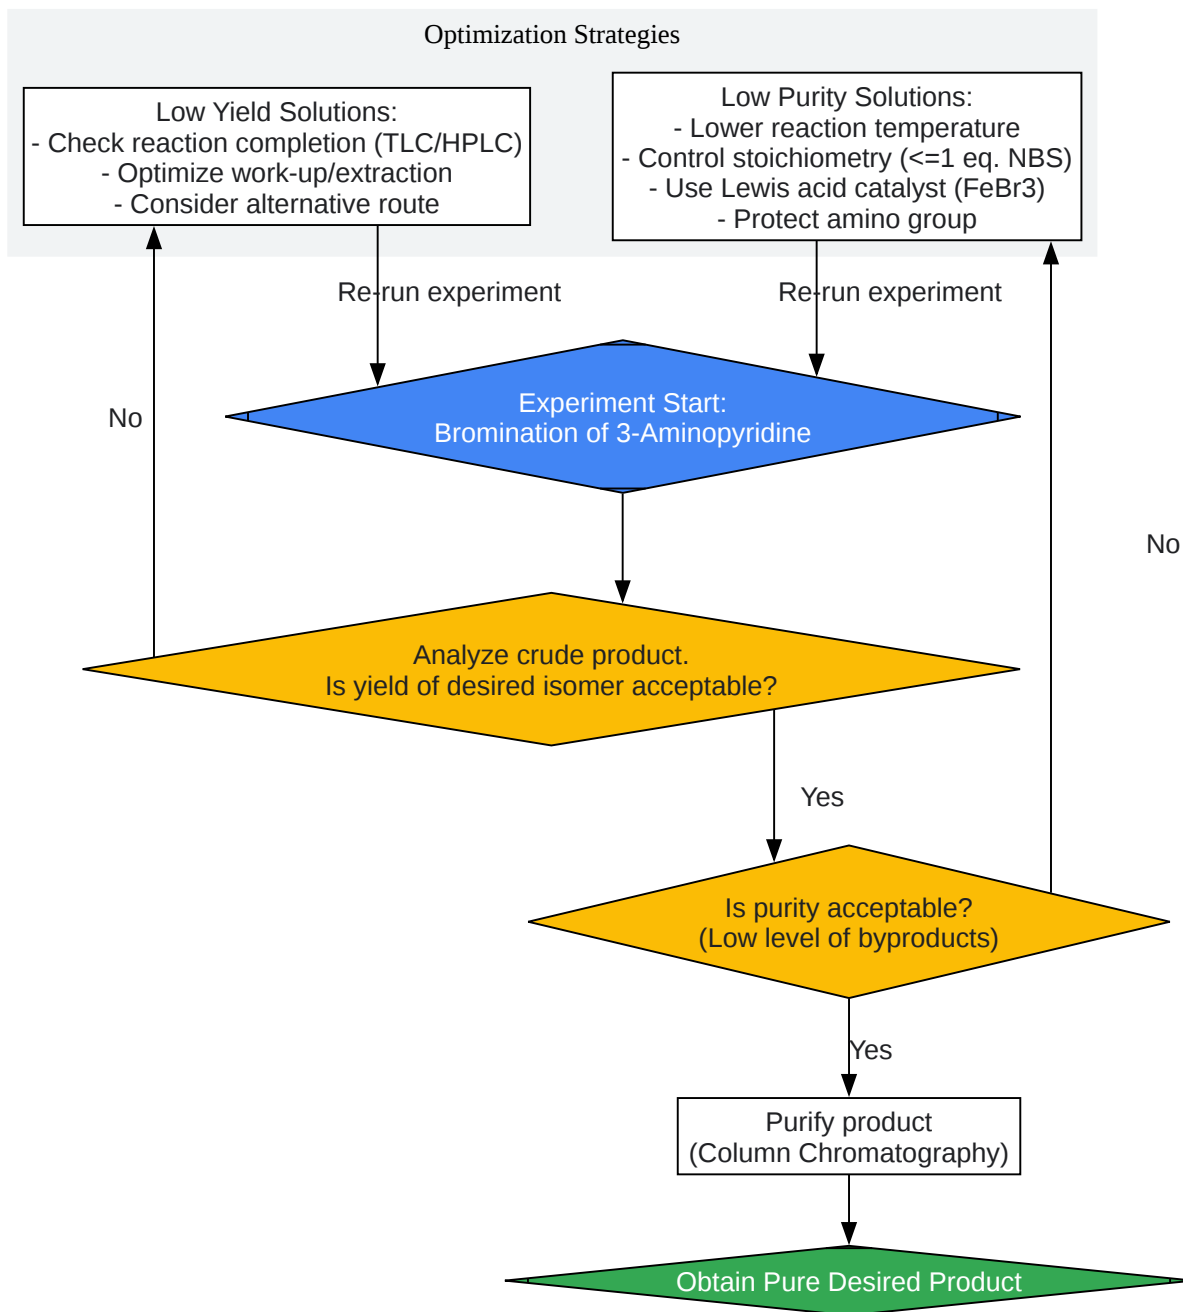 Optimization Strategies
Low Yield Solutions:
- Check reaction completion (TLC/HPLC)
- Optimize work-up/extraction
- Consider alternative route
Low Purity Solutions:
- Lower reaction temperature
- Control stoichiometry (<=1 eq. NBS)
- Use Lewis acid catalyst (FeBr3)
- Protect amino group
Re-run experiment
Re-run experiment
No
Experiment Start:
Bromination of 3-Aminopyridine
No
Analyze crude product.
Is yield of desired isomer acceptable?
Yes
Is purity acceptable?
(Low level of byproducts)
Yes
Purify product
(Column Chromatography)
Obtain Pure Desired Product